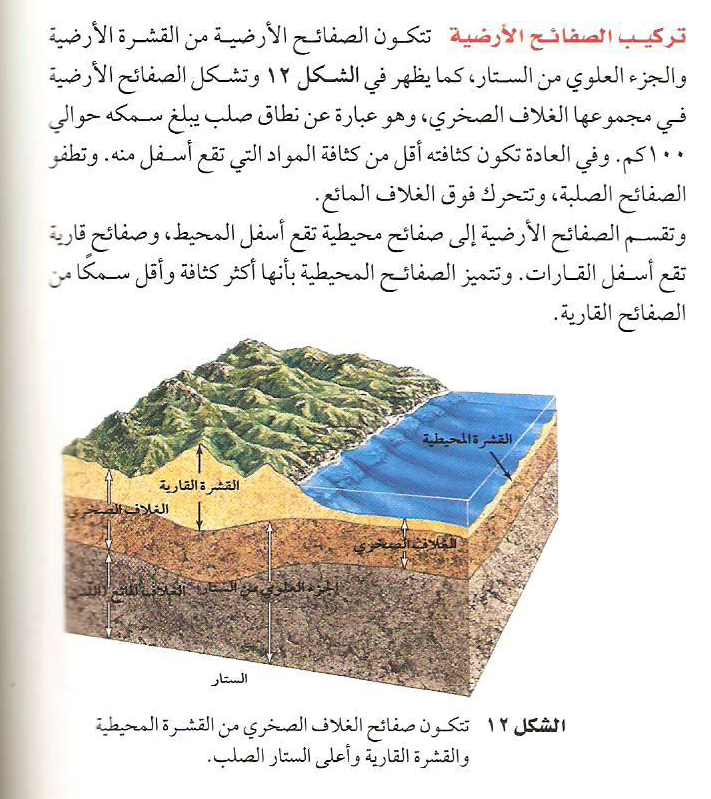 تركيب الصفائح الأرضية تتكون الصفائح الأرضية من القشرة الأرضية
والجزء العلوي من الستار، كما يظهر في الشكل ١٢ وتشكل الصفائح الأرضية
في مجموعها الغلاف الصخري، وهو عبارة عن نطاق صلب يبلغ سمكه حوالي
١٠٠كم. وفي العادة تكون كثافته أقل من كثافة المواد التي تقع أسفل منه. وتطفو
الصفائح الصلبة، وتتحرك فوق الغلاف المائع.
وتقسم الصفائح الأرضية إلى صفائح محيطية تقع أسفل المحيط، وصفائح قارية
تقع أسفل القارات. وتتميز الصفائح المحيطية بأنها أكثر كثافة وأقل سمكًا من
الصفائح القارية.
القشرة المحيطية
القشرة القارية
الغلاف الصخري
الغلاف الصخري
الجزء العلوي من الستار
الغلاف المائع
الستار
الشكل ١٢ تتكون صفائح الغلاف الصخري من القشرة المحيطية
والقشرة القارية وأعلى الستار الصلب.